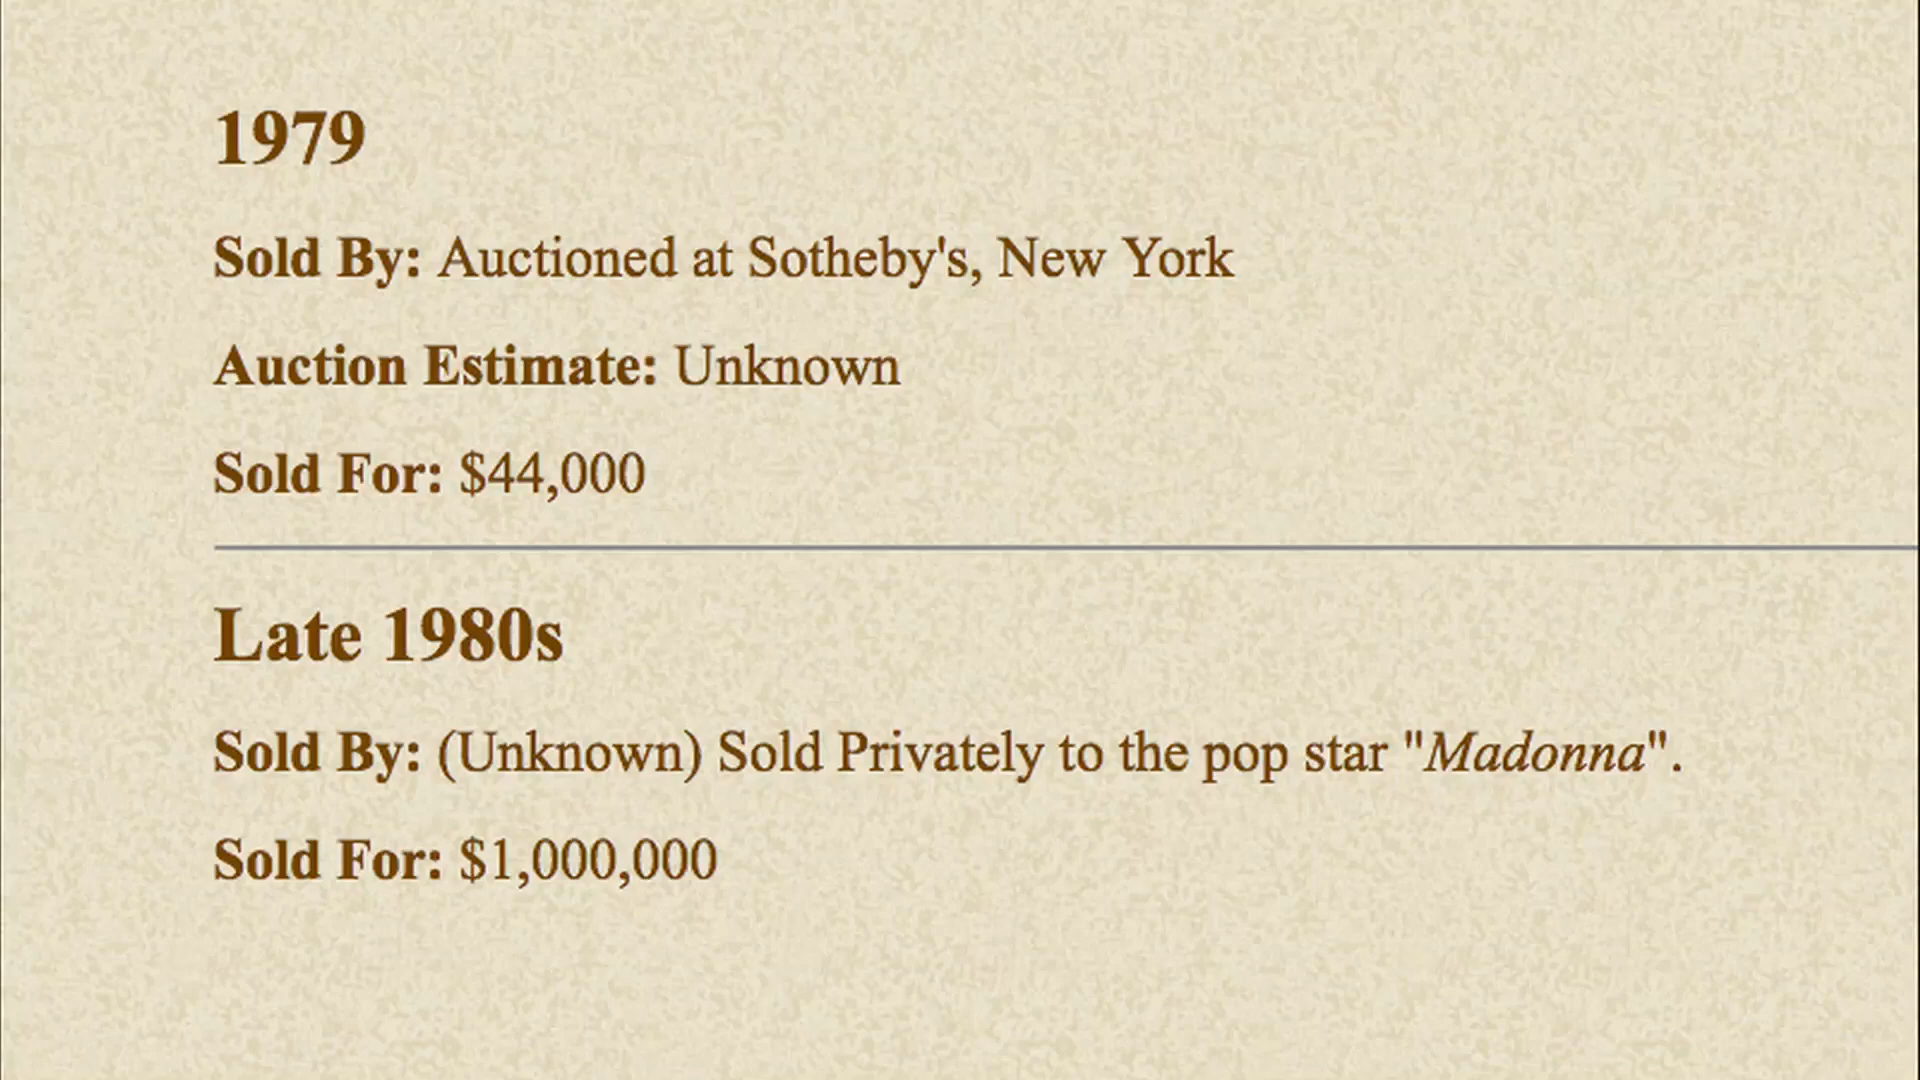 1979
Sold By: Auctioned at Sotheby's, New York
Auction Estimate: Unknown
Sold For: $44,000
Late 1980s
Sold By: (Unknown) Sold Privately to the pop star "Madonna".
Sold For: $1,000,000